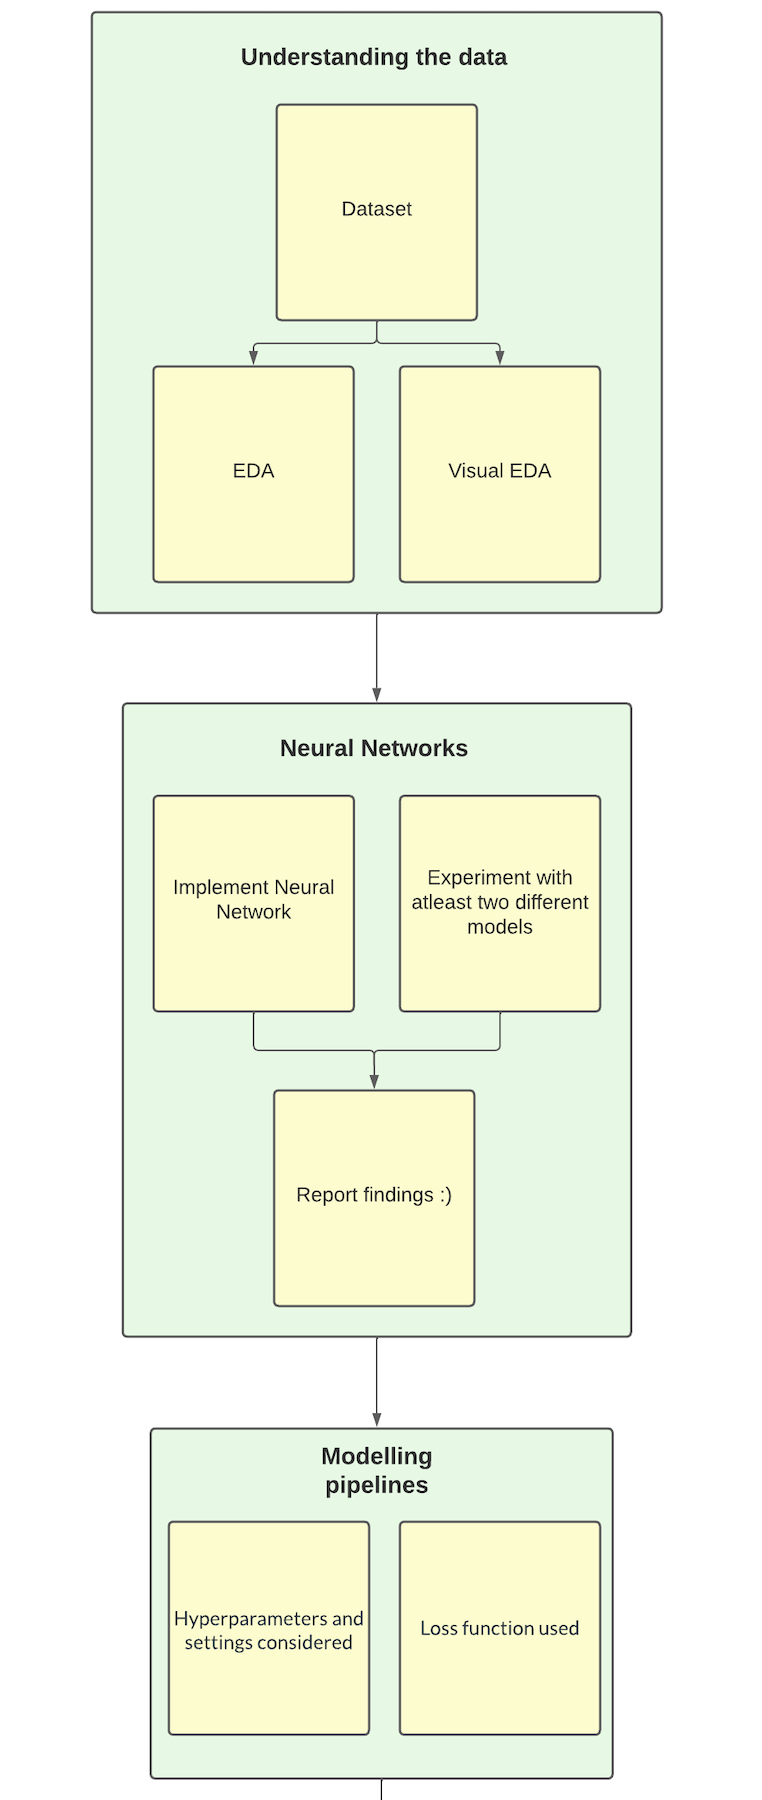 Understanding the data
Dataset
EDA
Visual EDA
Neural Networks
Implement Neural
Network
Experiment with
atleast two different
models
Report findings :)
Modelling
pipelines
Hyperparameters and
settings considered
Loss function used